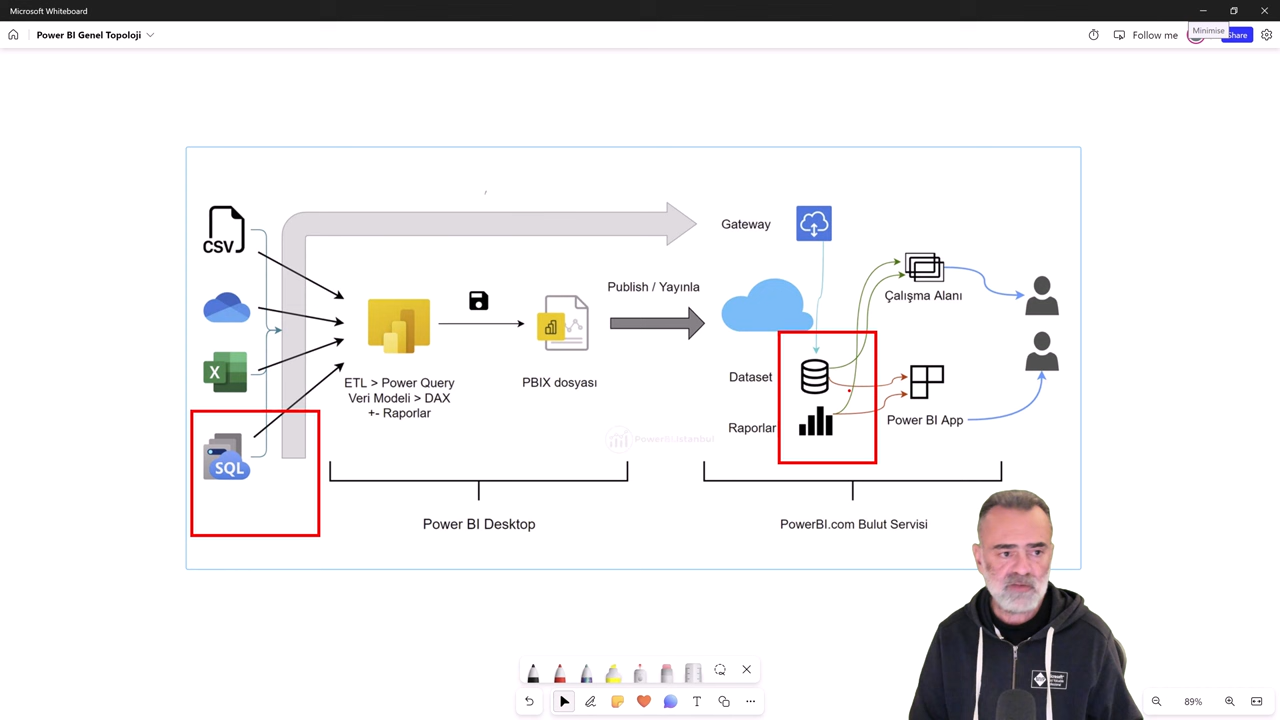 Microsoft Whiteboard
Power BI Genel Topoloji
Follow me
Share
Minimise
CSV
X
SQL
ETL > Power Query
Veri Modeli > DAX
+- Raporlar
PBIX dosyası
Publish / Yayınla
Gateway
Dataset
Raporlar
Çalışma Alanı
Power BI App
PowerBI Istanbul
Power BI Desktop
PowerBI.com Bulut Servisi
T
89%